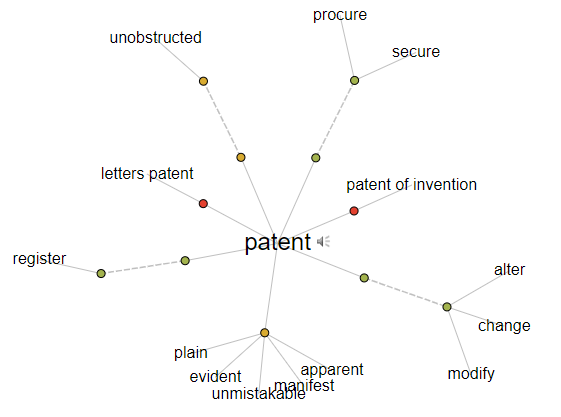 procure
unobstructed
secure
letters patent
patent of invention
patent
register
alter
change
plain
apparent
modify
evident
manifest
unmistakable